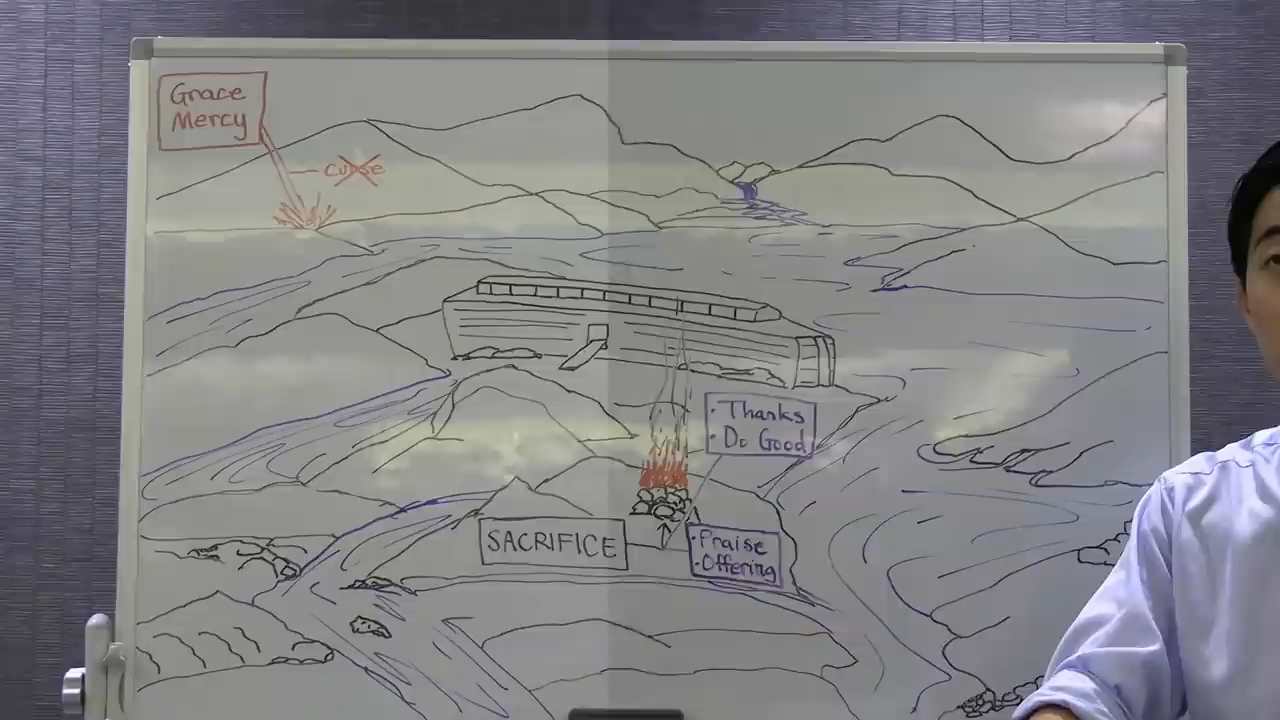 Grace
Mercy
curse
• Thanks
• Do Good
SACRIFICE
• Praise
• Offering